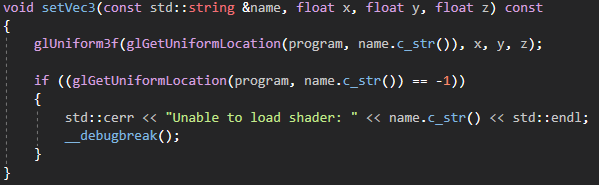 void setVec3(const std::string &name, float x, float y, float z) const
{
glUniform3f(glGetUniformLocation(program, name.c_str()), x, y, z);
if ((glGetUniformLocation(program, name.c_str()) == -1))
{
std::cerr << "Unable to load shader: " << name.c_str() << std::endl;
__debugbreak();
}
}